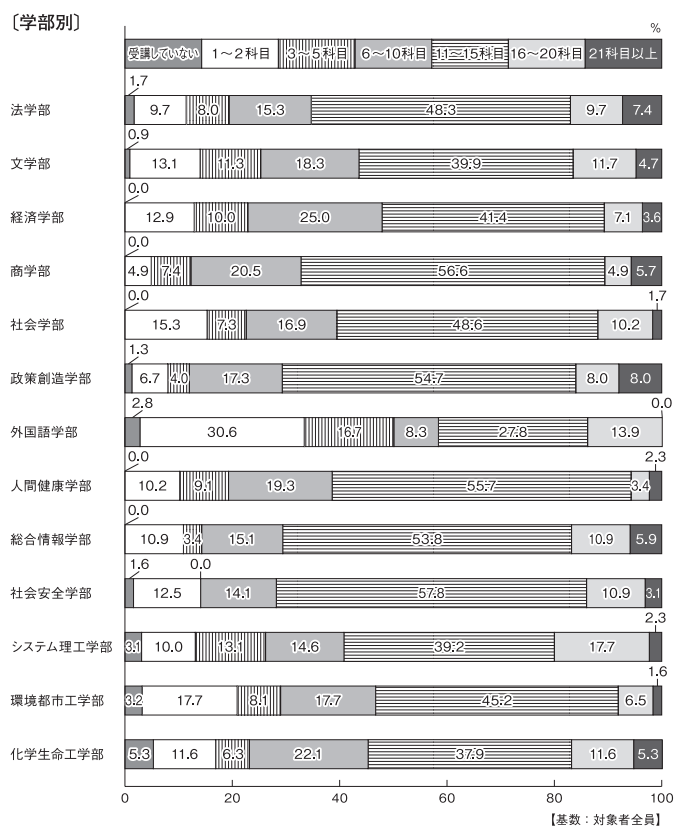 〔学部別〕
%
受講していない 1～2科目 3～5科目 6～10科目 11～15科目 16～20科目 21科目以上
1.7
法学部 9.7 8.0 15.3 48.3 9.7 7.4
0.9
文学部 13.1 11.3 18.3 39.9 11.7 4.7
0.0
経済学部 12.9 10.0 25.0 41.4 7.1 3.6
0.0
商学部 4.9 7.4 20.5 56.6 4.9 5.7
0.0 1.7
社会学部 15.3 7.3 16.9 48.6 10.2
1.3
政策創造学部 6.7 4.0 17.3 54.7 8.0 8.0
2.8 0.0
外国語学部 30.6 16.7 8.3 27.8 13.9
0.0 2.3
人間健康学部 10.2 9.1 19.3 55.7 3.4
0.0
総合情報学部 10.9 3.4 15.1 53.8 10.9 5.9
1.6 0.0
社会安全学部 12.5 14.1 57.8 10.9 3.1
2.3
システム理工学部 3.1 10.0 13.1 14.6 39.2 17.7
1.6
環境都市工学部 3.2 17.7 8.1 17.7 45.2 6.5
化学生命工学部 5.3 11.6 6.3 22.1 37.9 11.6 5.3
0 20 40 60 80 100
【基数：対象者全員】